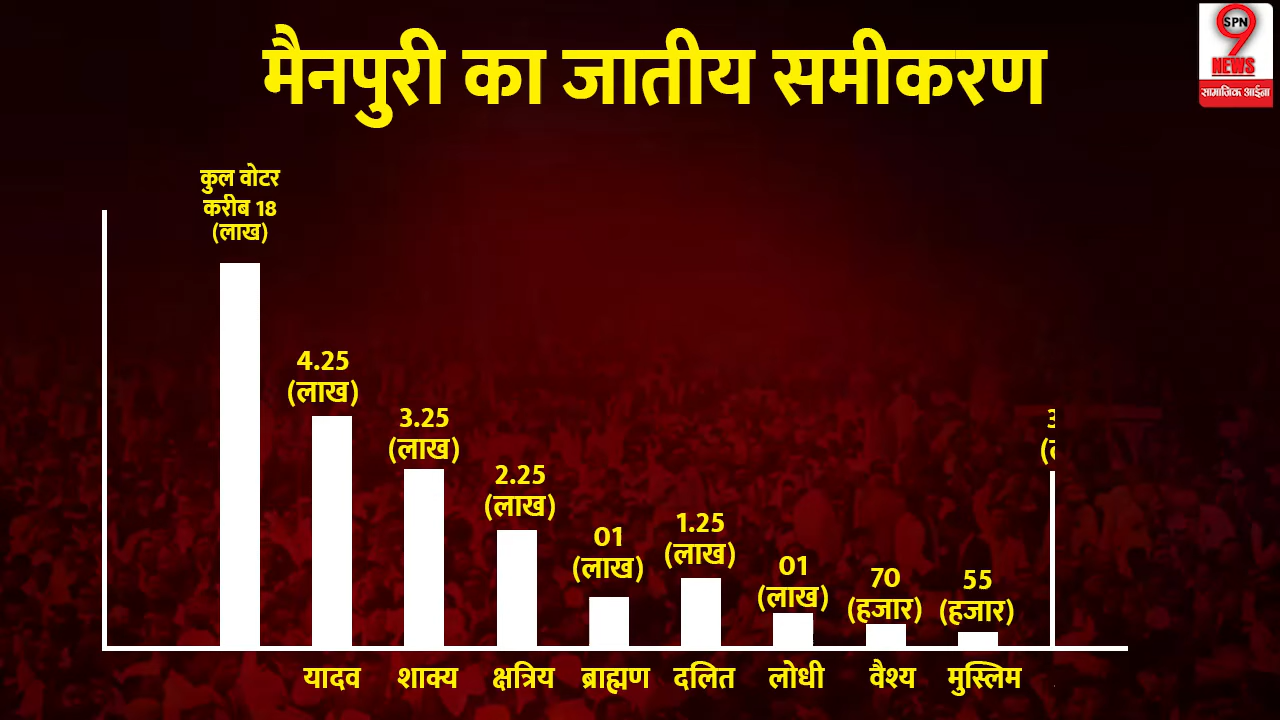 मैनपुरी का जातीय समीकरण
SPN
9
NEWS
सामाजिक आईना
कुल वोटर
करीब 18
(लाख)
4.25
(लाख)
3.25
(लाख)
2.25
(लाख)
01
(लाख)
1.25
(लाख)
01
(लाख)
70
(हजार)
55
(हजार)
यादव
शाक्य
क्षत्रिय
ब्राह्मण
दलित
लोधी
वैश्य
मुस्लिम